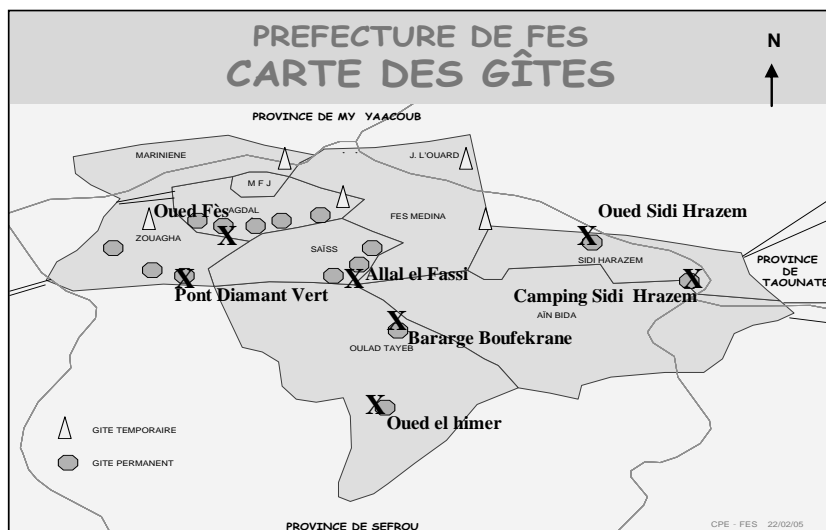 PREFECTURE DE FES
CARTE DES GÎTES
N
PROVINCE DE MY YAACOUB
MARINIENE
J. L'OUARD
M F J
Oued Fès
AGDAL
FES MEDINA
Oued Sidi Hrazem
ZOUAGHA
SAÏSS
SIDI HARAZEM
PROVINCE
DE
TAOUNATE
Allal el Fassi
Pont Diamant Vert
Camping Sidi Hrazem
AÏN BIDA
X
X
X
X
X
X
X
Bararge Boufekrane
OULAD TAYEB
Oued el himer
GITE TEMPORAIRE
GITE PERMANENT
PROVINCE DE SEFROU
CPE - FES 22/02/05